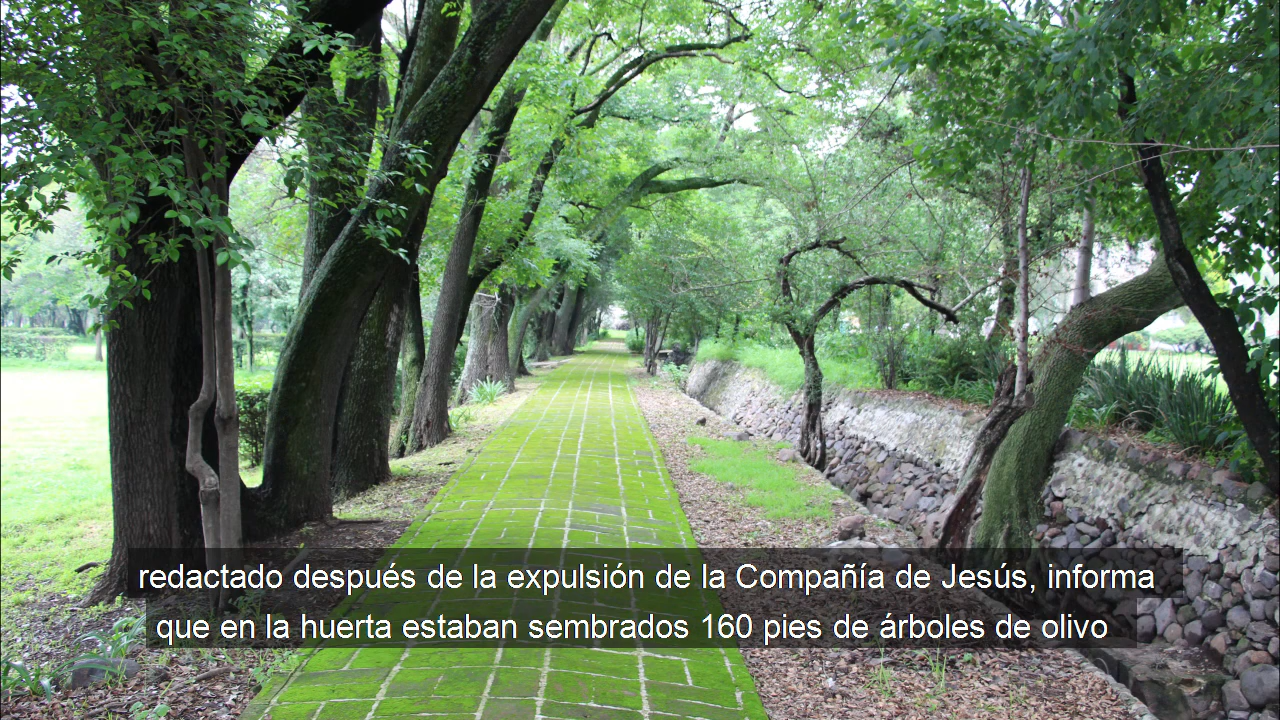 redactado después de la expulsión de la Compañía de Jesús, informa
que en la huerta estaban sembrados 160 pies de árboles de olivo